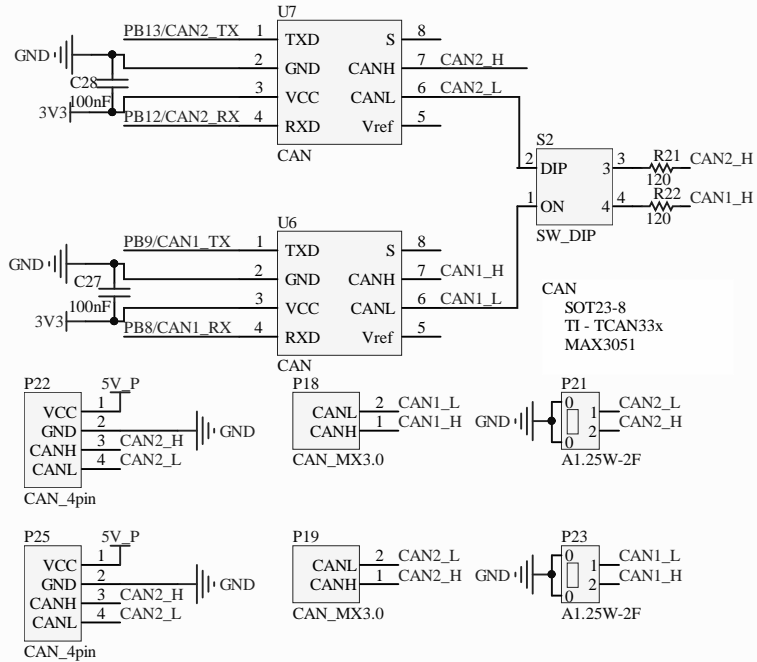 U7
PB13/CAN2_TX 1 TXD S 8
GND 2 GND CANH 7 CAN2_H
C28
100nF
3V3 3 VCC CANL 6 CAN2_L
PB12/CAN2_RX 4 RXD Vref 5
CAN
S2
2 DIP 3 3 R21 CAN2_H
120
1 ON 4 4 R22 CAN1_H
120
SW_DIP
U6
PB9/CAN1_TX 1 TXD S 8
GND 2 GND CANH 7 CAN1_H
C27
100nF
3V3 3 VCC CANL 6 CAN1_L
PB8/CAN1_RX 4 RXD Vref 5
CAN
CAN
SOT23-8
TI - TCAN33x
MAX3051
P22 5V_P
VCC 1
GND 2 GND
CANH 3 CAN2_H
CANL 4 CAN2_L
CAN_4pin
P18
CANL 2 CAN1_L
CANH 1 CAN1_H
CAN_MX3.0
P21
0 1 CAN2_L
GND
2 CAN2_H
0
A1.25W-2F
P25 5V_P
VCC 1
GND 2 GND
CANH 3 CAN2_H
CANL 4 CAN2_L
CAN_4pin
P19
CANL 2 CAN2_L
CANH 1 CAN2_H
CAN_MX3.0
P23
0 1 CAN1_L
GND
2 CAN1_H
0
A1.25W-2F